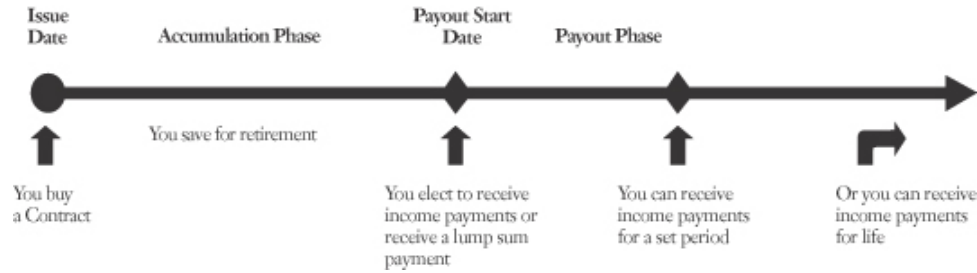 Issue
Date
Accumulation Phase
Payout Start
Date
Payout Phase
You save for retirement
You buy
a Contract
You elect to receive
income payments or
receive a lump sum
payment
You can receive
income payments
for a set period
Or you can receive
income payments
for life